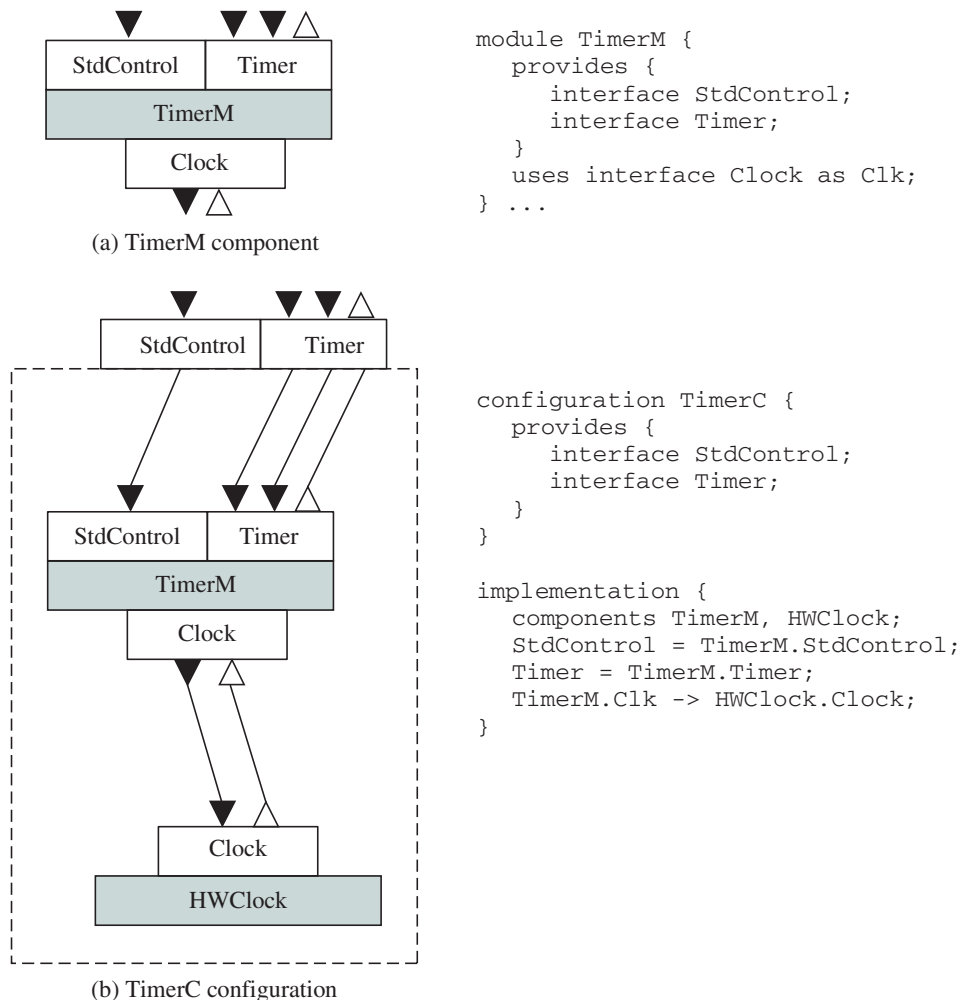 StdControl
Timer
TimerM
Clock
(a) TimerM component
module TimerM {
provides {
interface StdControl;
interface Timer;
}
uses interface Clock as Clk;
} ...
StdControl
Timer
StdControl
Timer
TimerM
Clock
Clock
HWClock
(b) TimerC configuration
configuration TimerC {
provides {
interface StdControl;
interface Timer;
}
}
implementation {
components TimerM, HWClock;
StdControl = TimerM.StdControl;
Timer = TimerM.Timer;
TimerM.Clk -> HWClock.Clock;
}